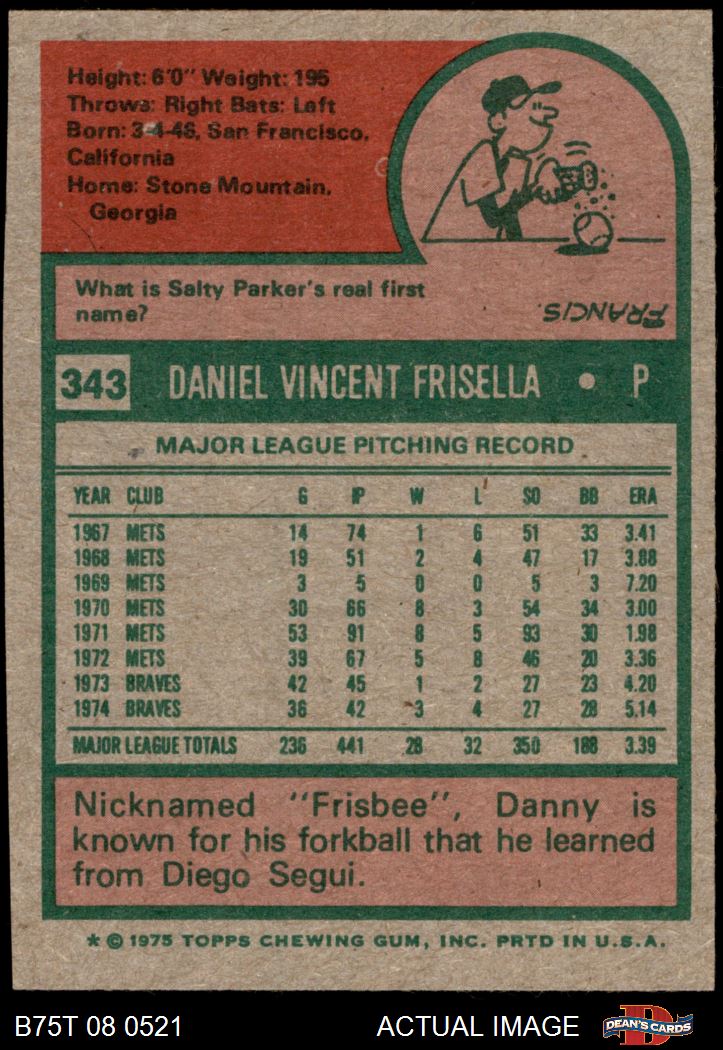 Height: 6'0" Weight: 195
Throws: Right Bats: Left
Born: 3-4-46, San Francisco,
California
Home: Stone Mountain,
Georgia
What is Salty Parker's real first
name?
FRANCIS.
343 DANIEL VINCENT FRISELLA • P
MAJOR LEAGUE PITCHING RECORD
YEAR CLUB G IP W L SO BB ERA
1967 METS 14 74 1 6 51 33 3.41
1968 METS 19 51 2 4 47 17 3.88
1969 METS 3 5 0 0 5 3 7.20
1970 METS 30 66 8 3 54 34 3.00
1971 METS 53 91 8 5 93 30 1.98
1972 METS 39 67 5 8 46 20 3.36
1973 BRAVES 42 45 1 2 27 23 4.20
1974 BRAVES 36 42 3 4 27 28 5.14
MAJOR LEAGUE TOTALS 236 441 28 32 350 188 3.39
Nicknamed "Frisbee", Danny is
known for his forkball that he learned
from Diego Segui.
* © 1975 TOPPS CHEWING GUM, INC. PRTD IN U.S.A.
B75T 08 0521 ACTUAL IMAGE DEAN'S CARDS